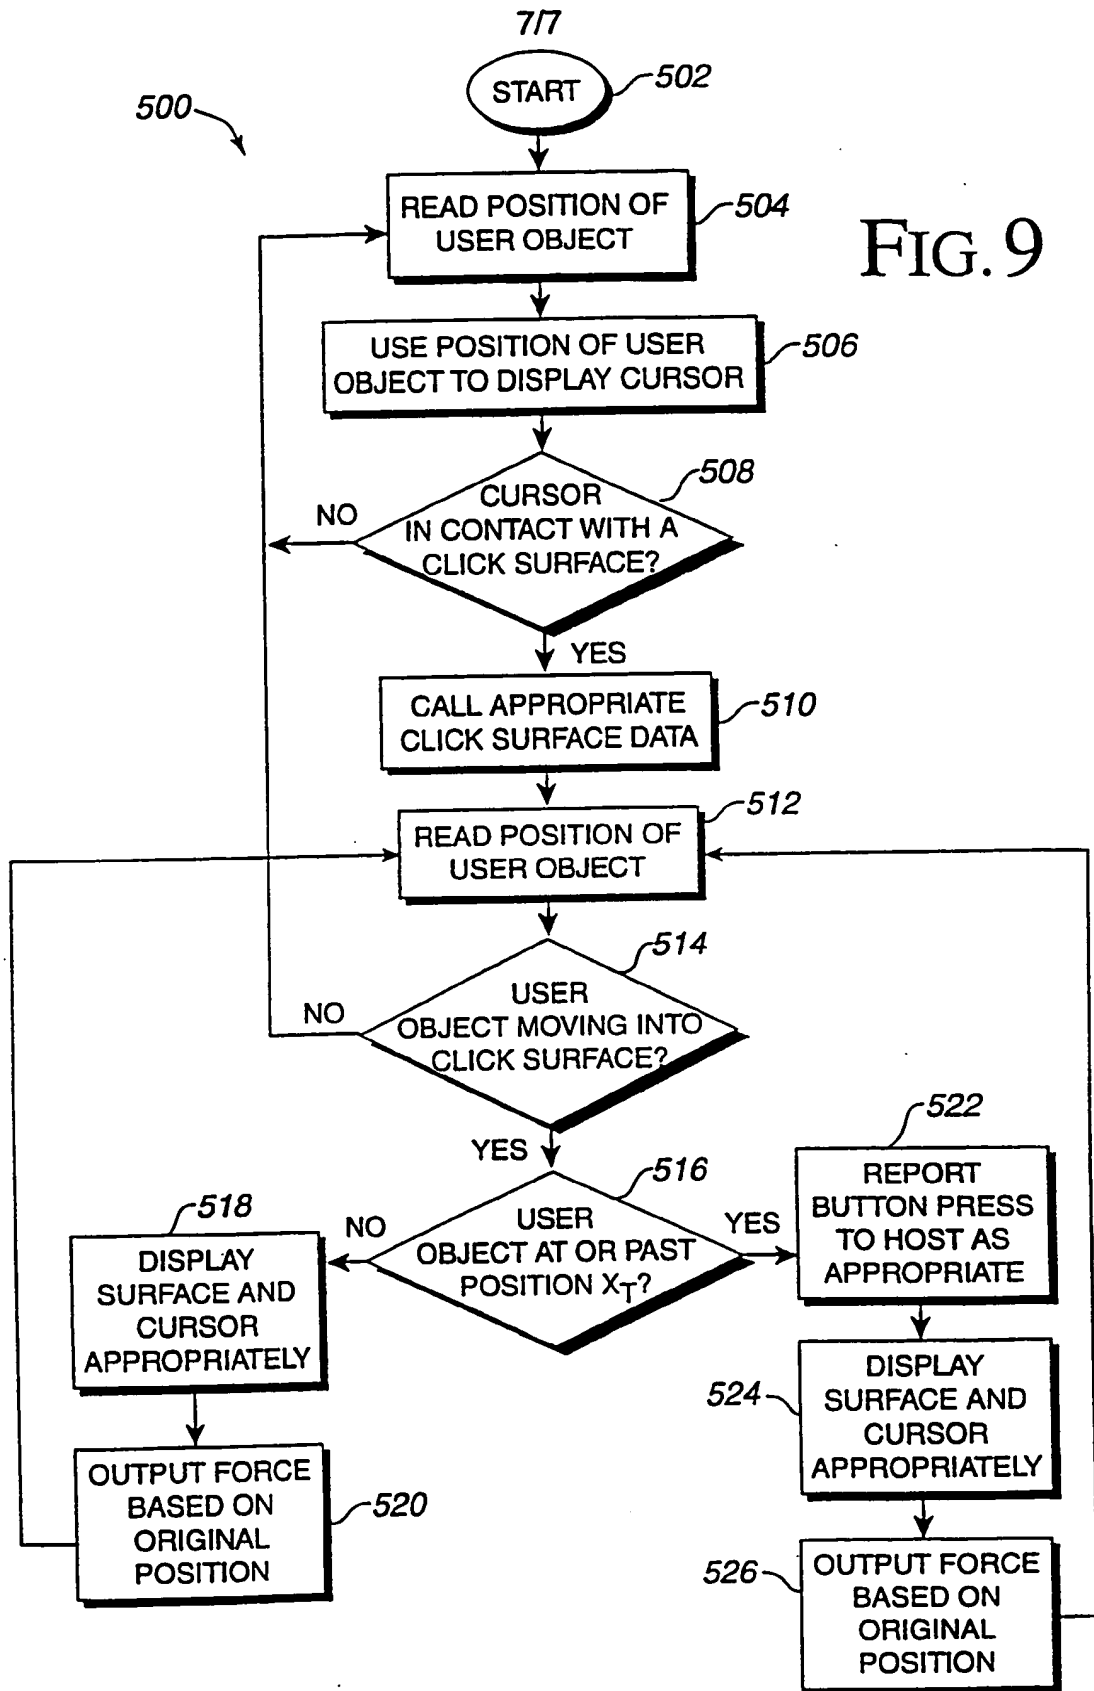 7/7
START
502
500
READ POSITION OF
USER OBJECT
504
FIG. 9
USE POSITION OF USER
OBJECT TO DISPLAY CURSOR
506
CURSOR
IN CONTACT WITH A
CLICK SURFACE?
508
NO
YES
CALL APPROPRIATE
CLICK SURFACE DATA
510
READ POSITION OF
USER OBJECT
512
USER
OBJECT MOVING INTO
CLICK SURFACE?
514
NO
YES
USER
OBJECT AT OR PAST
POSITION XT?
516
NO
YES
518
DISPLAY
SURFACE AND
CURSOR
APPROPRIATELY
OUTPUT FORCE
BASED ON
ORIGINAL
POSITION
520
522
REPORT
BUTTON PRESS
TO HOST AS
APPROPRIATE
524
DISPLAY
SURFACE AND
CURSOR
APPROPRIATELY
526
OUTPUT FORCE
BASED ON
ORIGINAL
POSITION